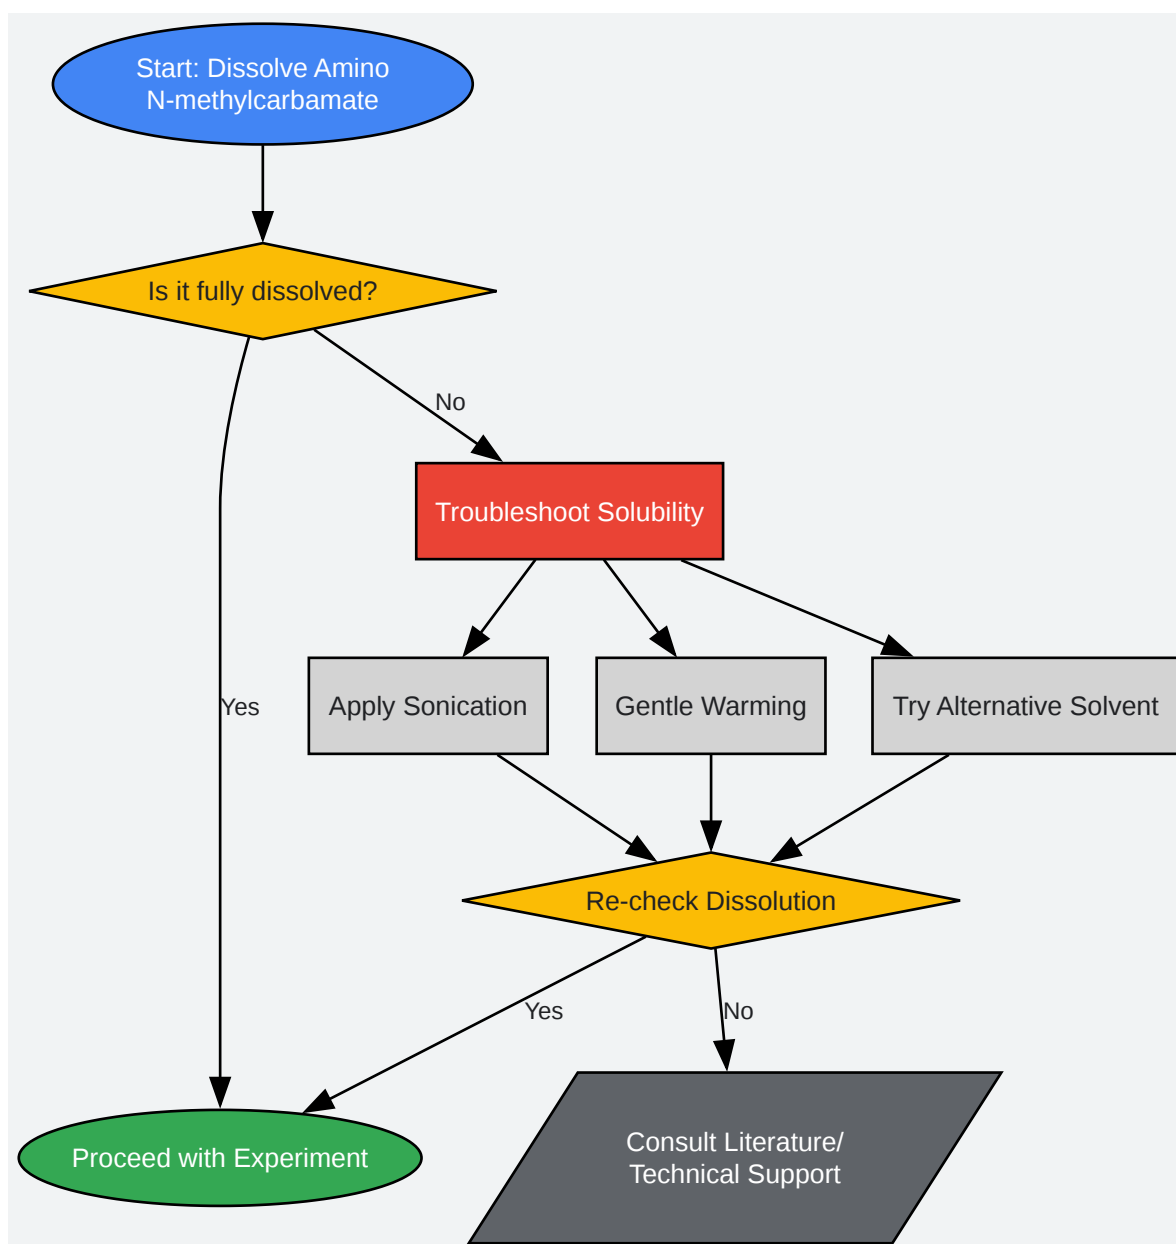 Start: Dissolve Amino
N-methylcarbamate
Is it fully dissolved?
No
Troubleshoot Solubility
Yes
Apply Sonication
Gentle Warming
Try Alternative Solvent
Re-check Dissolution
Yes
No
Proceed with Experiment
Consult Literature/
Technical Support